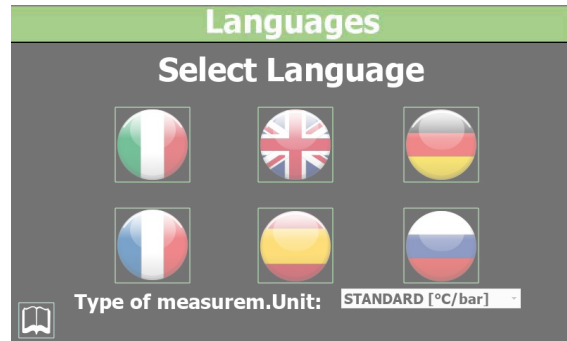 Languages
Select Language
Type of measurem.Unit: STANDARD [°C/bar]